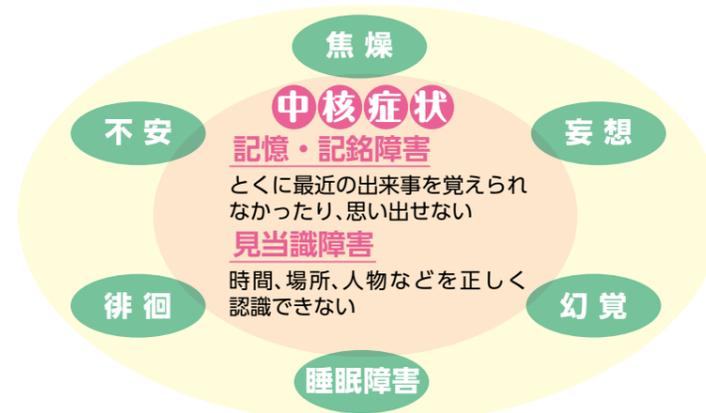 焦燥
中核症状
不安
妄想
記憶・記銘障害
とくに最近の出来事を覚えられ
なかったり、思い出せない
見当識障害
時間、場所、人物などを正しく
認識できない
徘徊
幻覚
睡眠障害